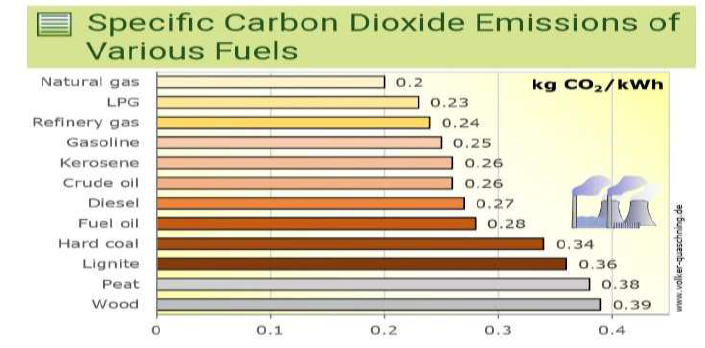 Specific Carbon Dioxide Emissions of
Various Fuels
kg CO₂/kWh
Natural gas 0.2
LPG 0.23
Refinery gas 0.24
Gasoline 0.25
Kerosene 0.26
Crude oil 0.26
Diesel 0.27
Fuel oil 0.28
Hard coal 0.34
Lignite 0.36
Peat 0.38
Wood 0.39
0 0.1 0.2 0.3 0.4
www.volker-quaschning.de